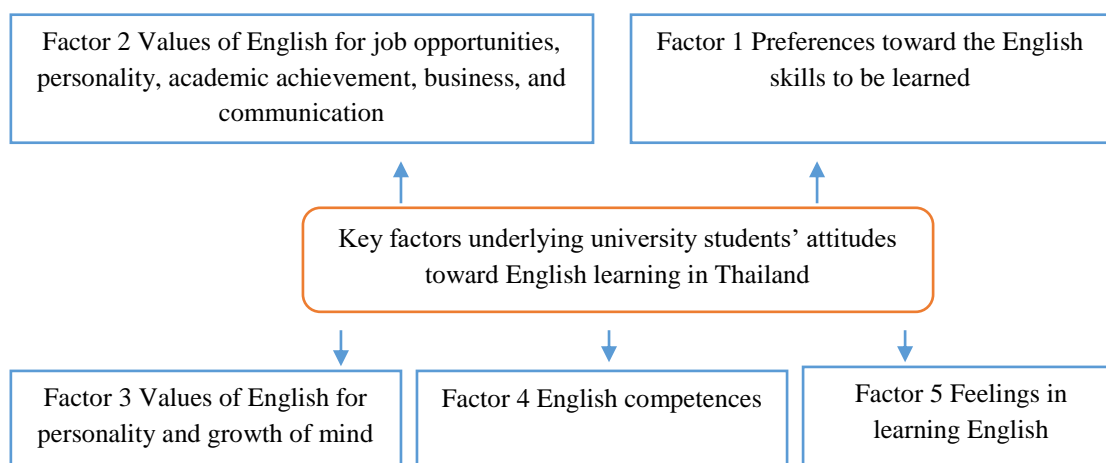 Factor 2 Values of English for job opportunities,
personality, academic achievement, business, and
communication
Factor 1 Preferences toward the English
skills to be learned
Key factors underlying university students’ attitudes
toward English learning in Thailand
Factor 3 Values of English for
personality and growth of mind
Factor 4 English competences
Factor 5 Feelings in
learning English